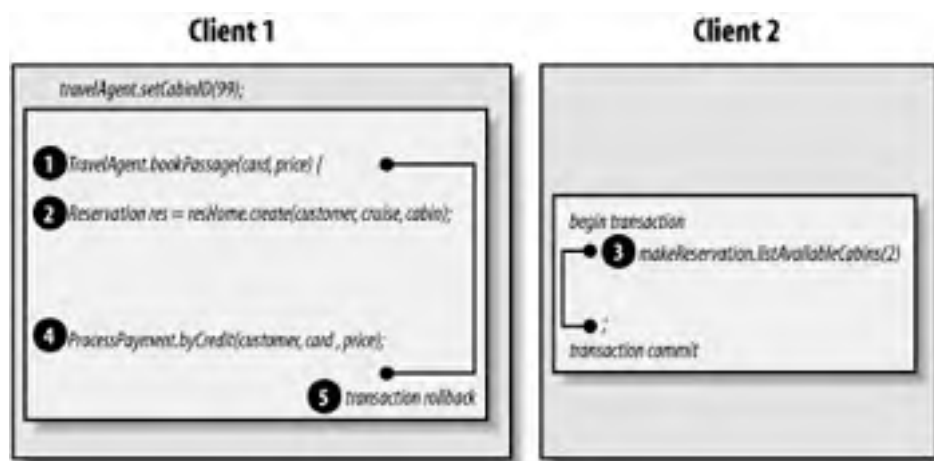 Client 1
travelAgent.setCabinID(99);
1 TravelAgent.bookPassage(card, price) {
2 Reservation res = resHome.create(customer, cruise, cabin);
4 ProcessPayment.byCredit(customer, card , price);
5 transaction rollback
Client 2
begin transaction
3 makeReservation.listAvailableCabins(2)
;
transaction commit